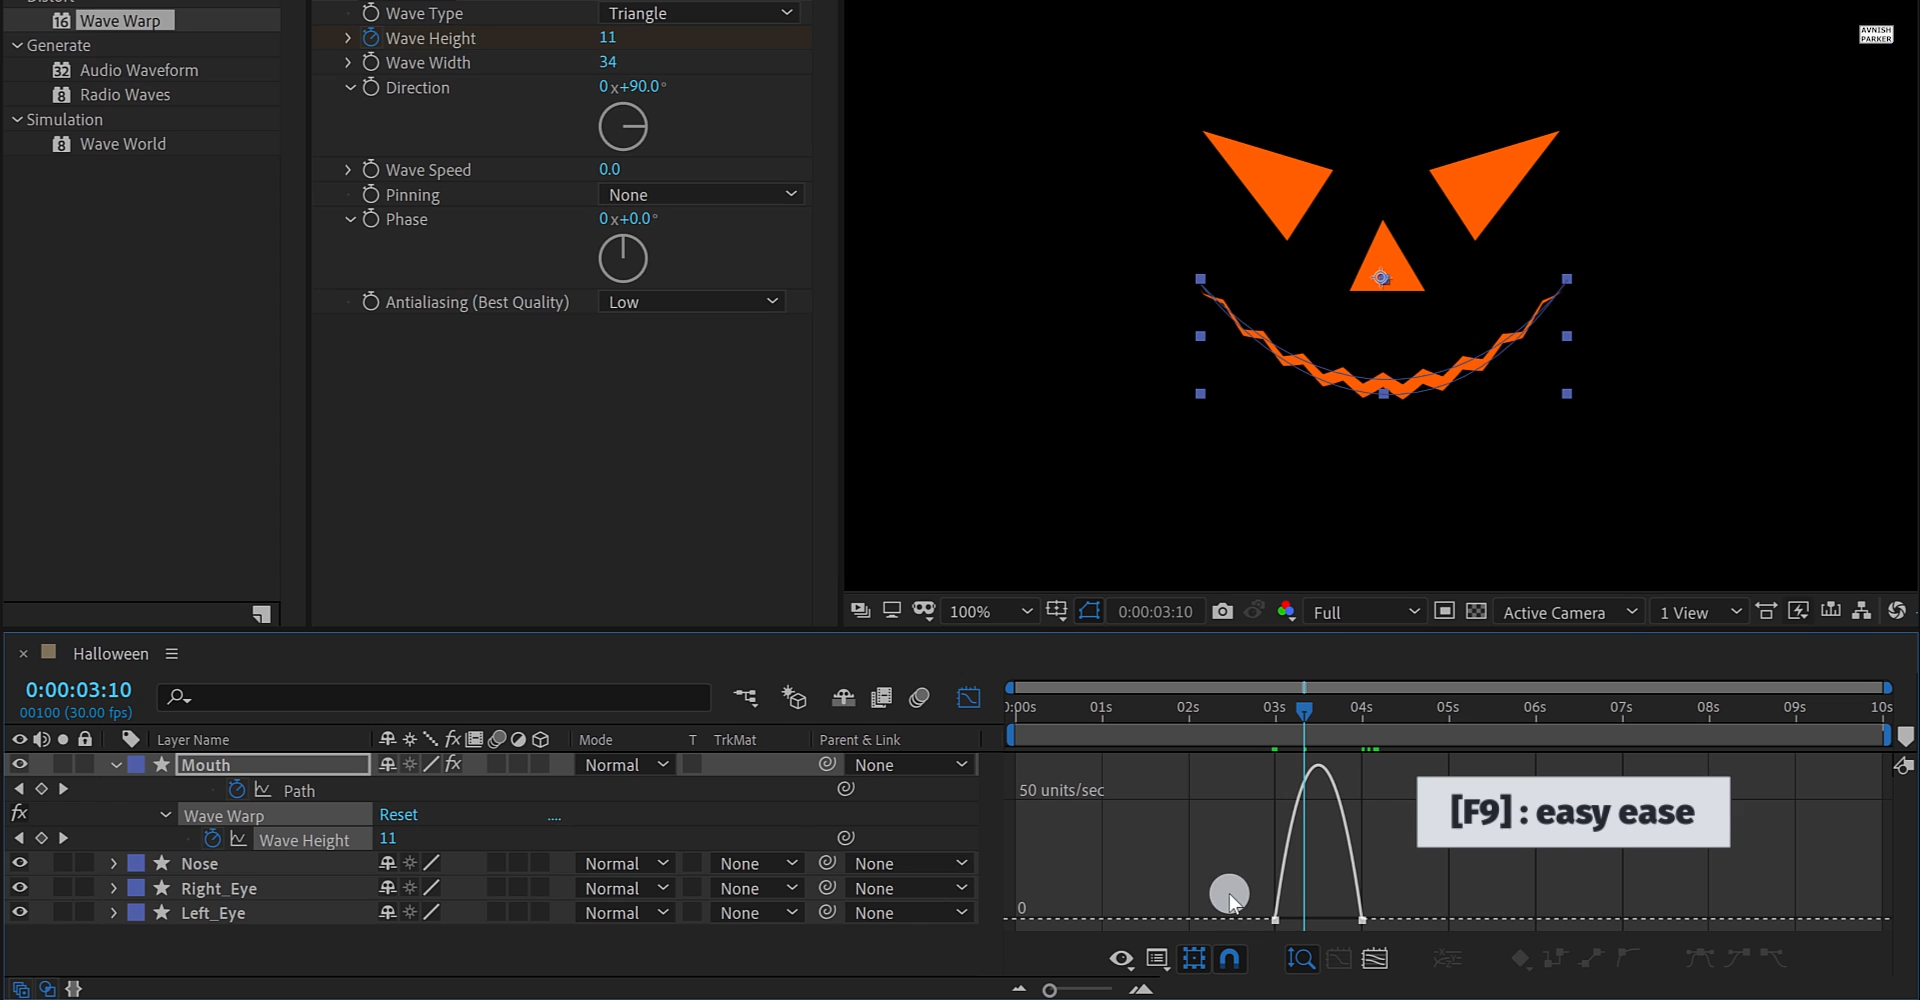 Wave Warp
Generate
Audio Waveform
Radio Waves
Simulation
Wave World
Wave Type Triangle
Wave Height 11
Wave Width 34
Direction 0 x+90.0°
Wave Speed 0.0
Pinning None
Phase 0 x+0.0°
Antialiasing (Best Quality) Low
AVNISH
PARKER
100% 0:00:03:10 Full Active Camera 1 View
Halloween
0:00:03:10
00100 (30.00 fps)
Layer Name Mode T TrkMat Parent & Link
Mouth Normal None
Path
fx Wave Warp Reset ....
Wave Height 11
Nose Normal None None
Right_Eye Normal None None
Left_Eye Normal None None
0:00s 01s 02s 03s 04s 05s 06s 07s 08s 09s 10s
50 units/sec
[F9] : easy ease
0